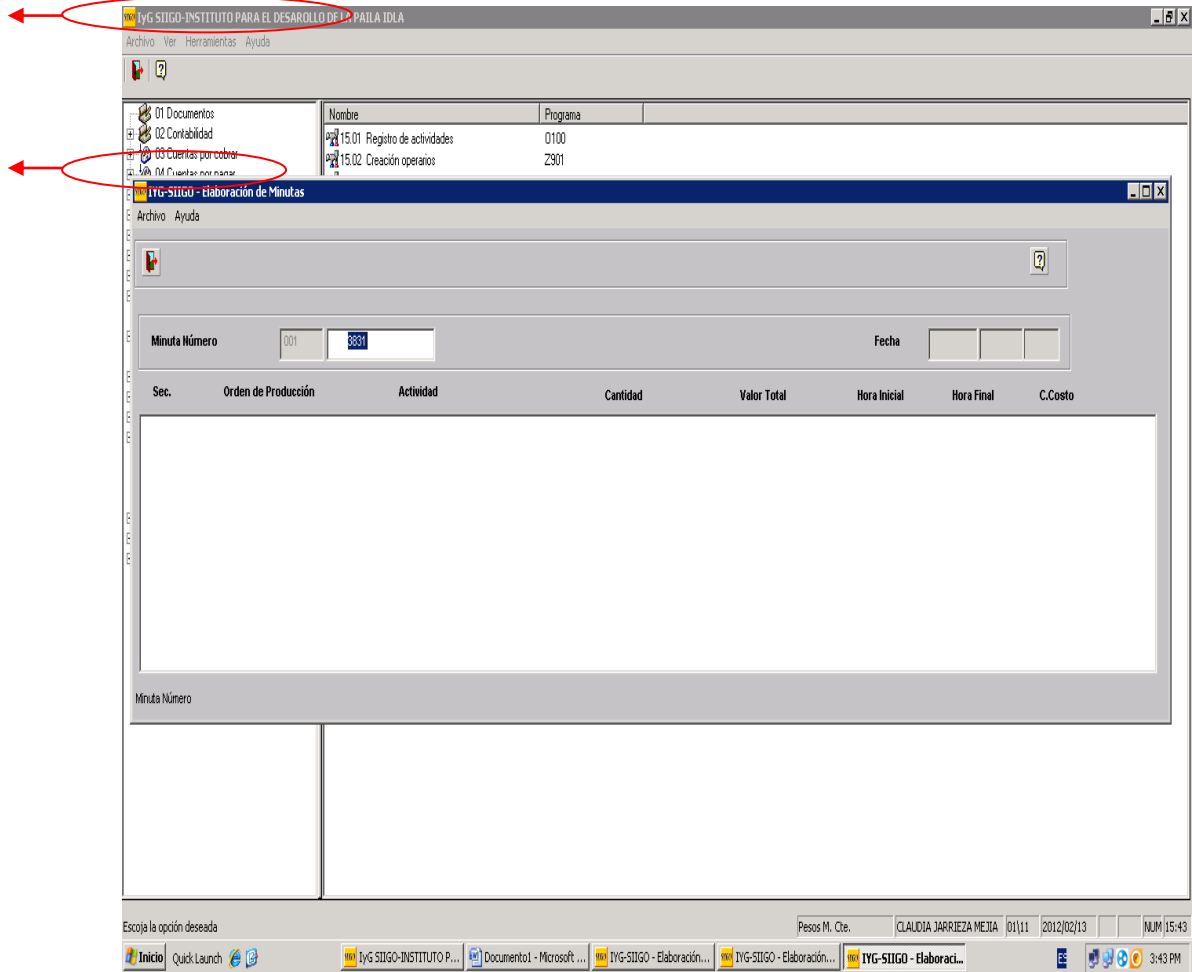 IyG SIIGO-INSTITUTO PARA EL DESAROLLO DE LA PAILA IDLA
Archivo Ver Herramientas Ayuda
01 Documentos
02 Contabilidad
03 Cuentas por cobrar
04 Cuentas por pagar
Nombre Programa
15.01 Registro de actividades O100
15.02 Creación operarios Z901
IYG-SIIGO - Elaboración de Minutas
Archivo Ayuda
Minuta Número 001 3831 Fecha
Sec. Orden de Producción Actividad Cantidad Valor Total Hora Inicial Hora Final C.Costo
Minuta Número
Escoja la opción deseada Pesos M. Cte. CLAUDIA JARRIEZA MEJIA 01\11 2012/02/13 NUM 15:43
Inicio Quick Launch IyG SIIGO-INSTITUTO P... Documento1 - Microsoft ... IYG-SIIGO - Elaboración... IYG-SIIGO - Elaboración... IYG-SIIGO - Elaboraci... ES 3:43 PM